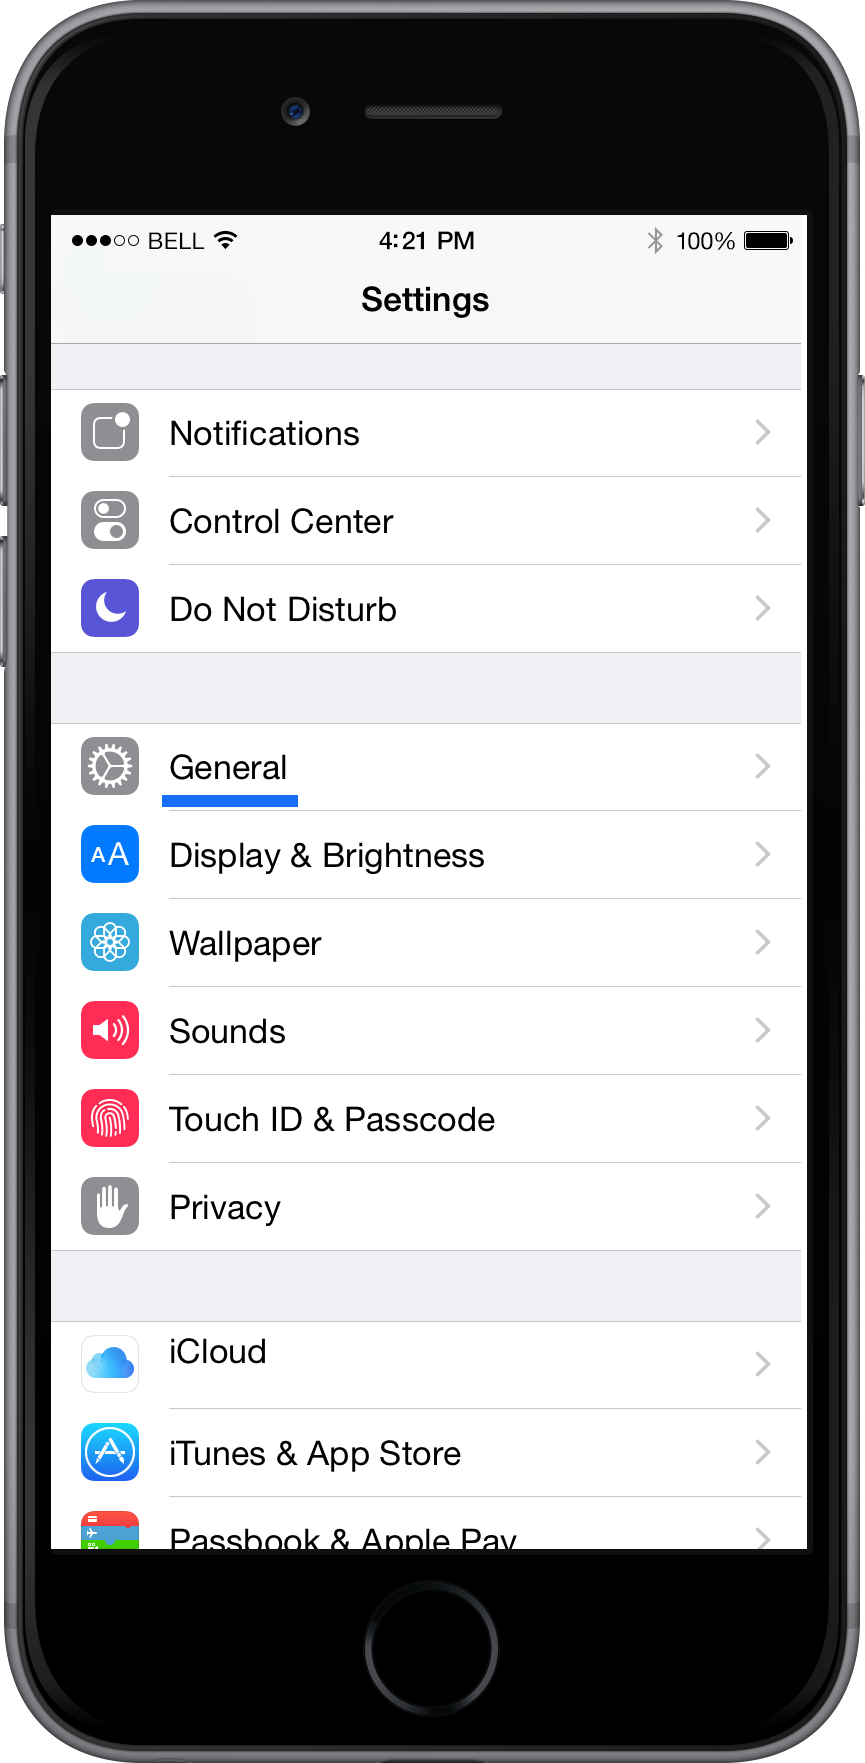 BELL 4:21 PM 100%
Settings
Notifications
Control Center
Do Not Disturb
General
AA Display & Brightness
Wallpaper
Sounds
Touch ID & Passcode
Privacy
iCloud
iTunes & App Store
Passbook & Apple Pay